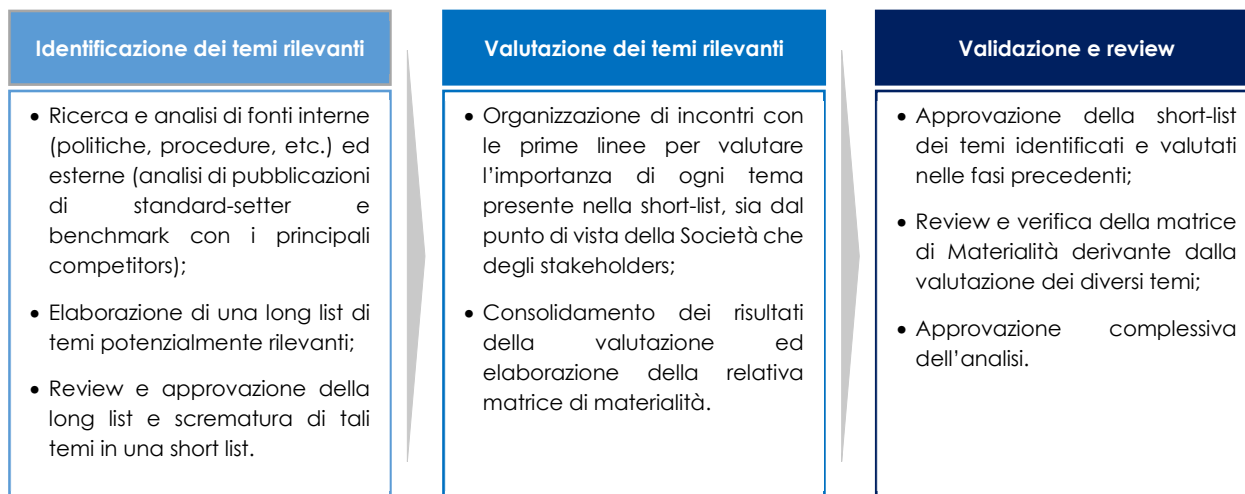 Identificazione dei temi rilevanti
• Ricerca e analisi di fonti interne
(politiche, procedure, etc.) ed
esterne (analisi di pubblicazioni
di standard-setter e
benchmark con i principali
competitors);
• Elaborazione di una long list di
temi potenzialmente rilevanti;
• Review e approvazione della
long list e scrematura di tali
temi in una short list.
Valutazione dei temi rilevanti
• Organizzazione di incontri con
le prime linee per valutare
l’importanza di ogni tema
presente nella short-list, sia dal
punto di vista della Società che
degli stakeholders;
• Consolidamento dei risultati
della valutazione ed
elaborazione della relativa
matrice di materialità.
Validazione e review
• Approvazione della short-list
dei temi identificati e valutati
nelle fasi precedenti;
• Review e verifica della matrice
di Materialità derivante dalla
valutazione dei diversi temi;
• Approvazione complessiva
dell’analisi.